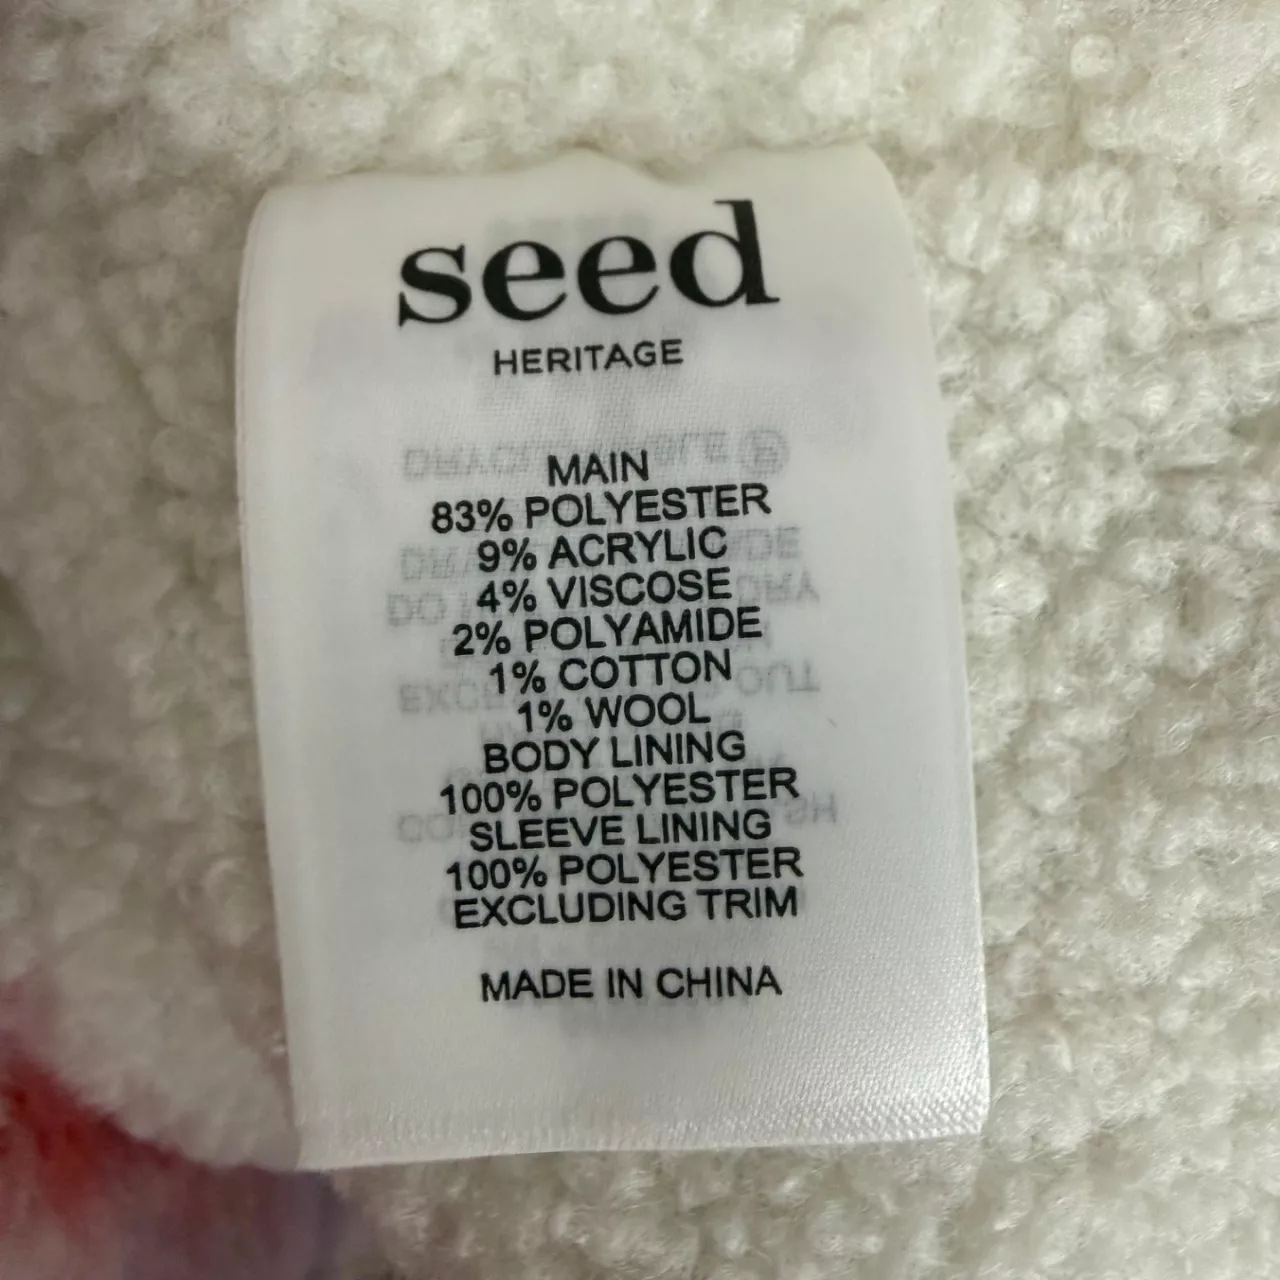 seed
HERITAGE
MAIN
83% POLYESTER
9% ACRYLIC
4% VISCOSE
2% POLYAMIDE
1% COTTON
1% WOOL
BODY LINING
100% POLYESTER
SLEEVE LINING
100% POLYESTER
EXCLUDING TRIM
MADE IN CHINA